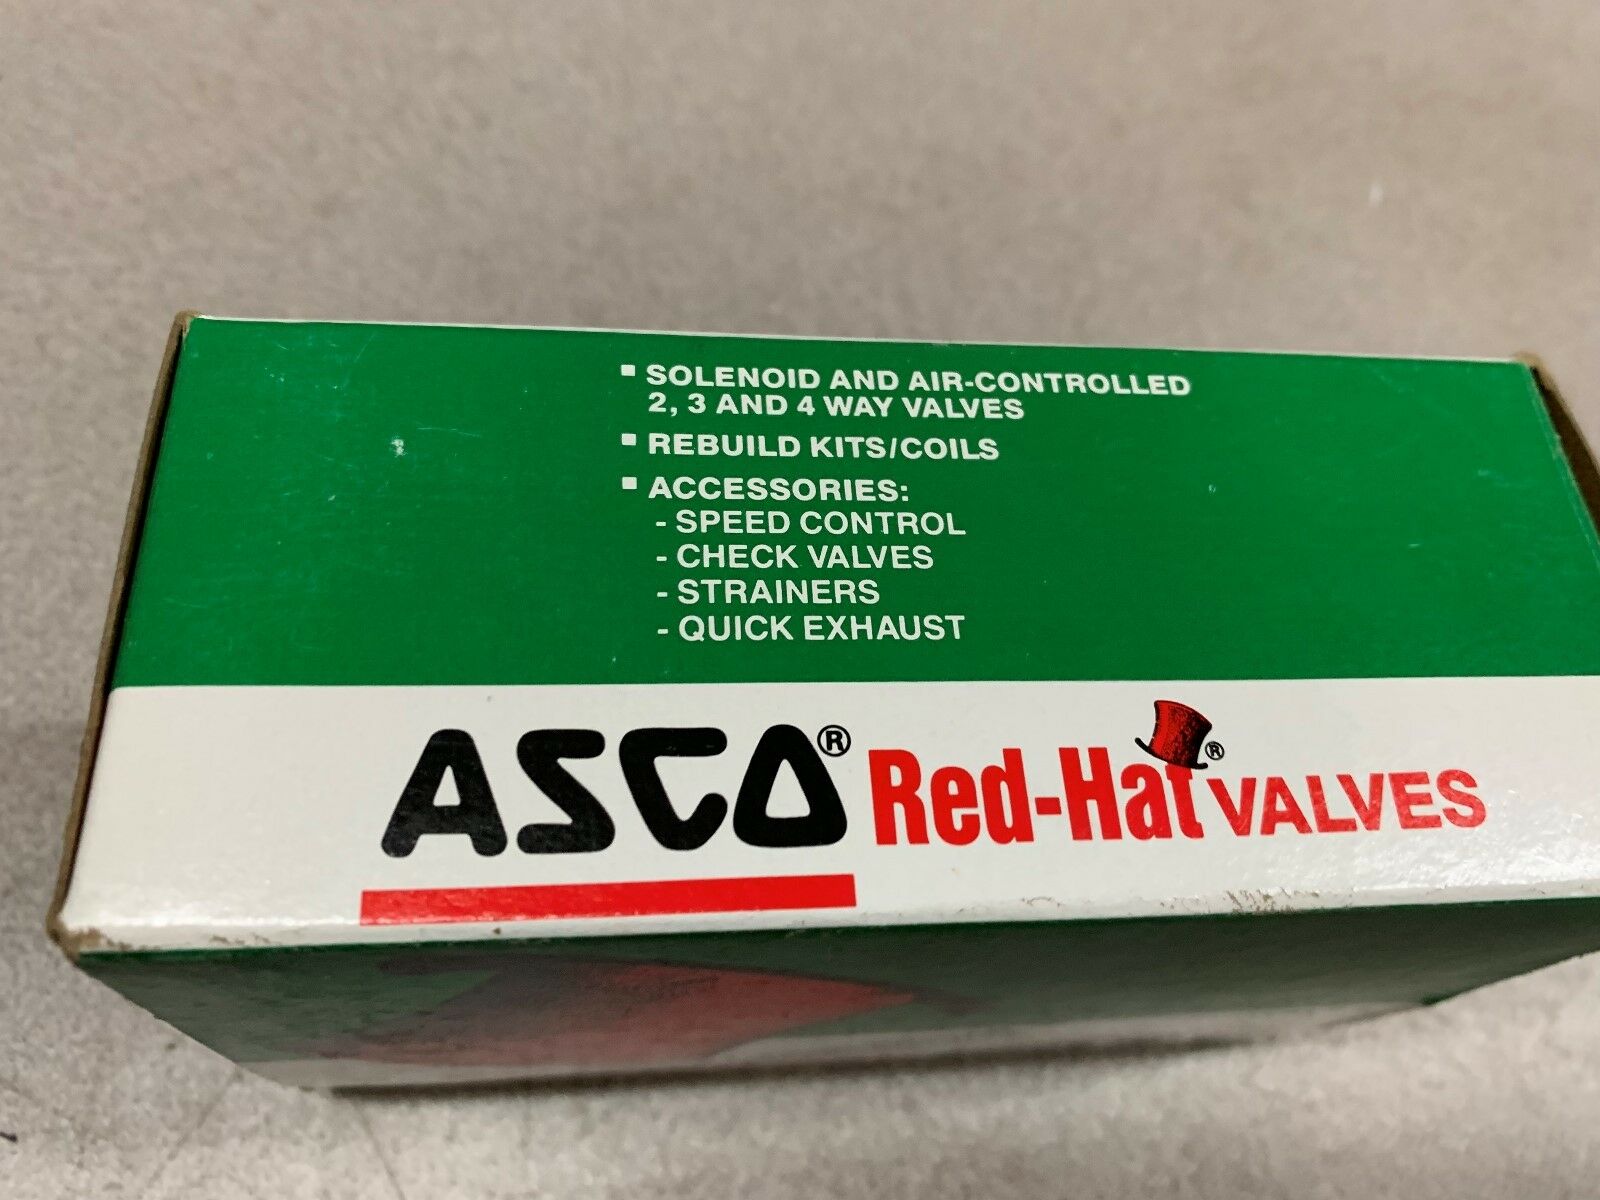 ▪ SOLENOID AND AIR-CONTROLLED
2, 3 AND 4 WAY VALVES
▪ REBUILD KITS/COILS
▪ ACCESSORIES:
- SPEED CONTROL
- CHECK VALVES
- STRAINERS
- QUICK EXHAUST
ASCO® Red-Hat® VALVES